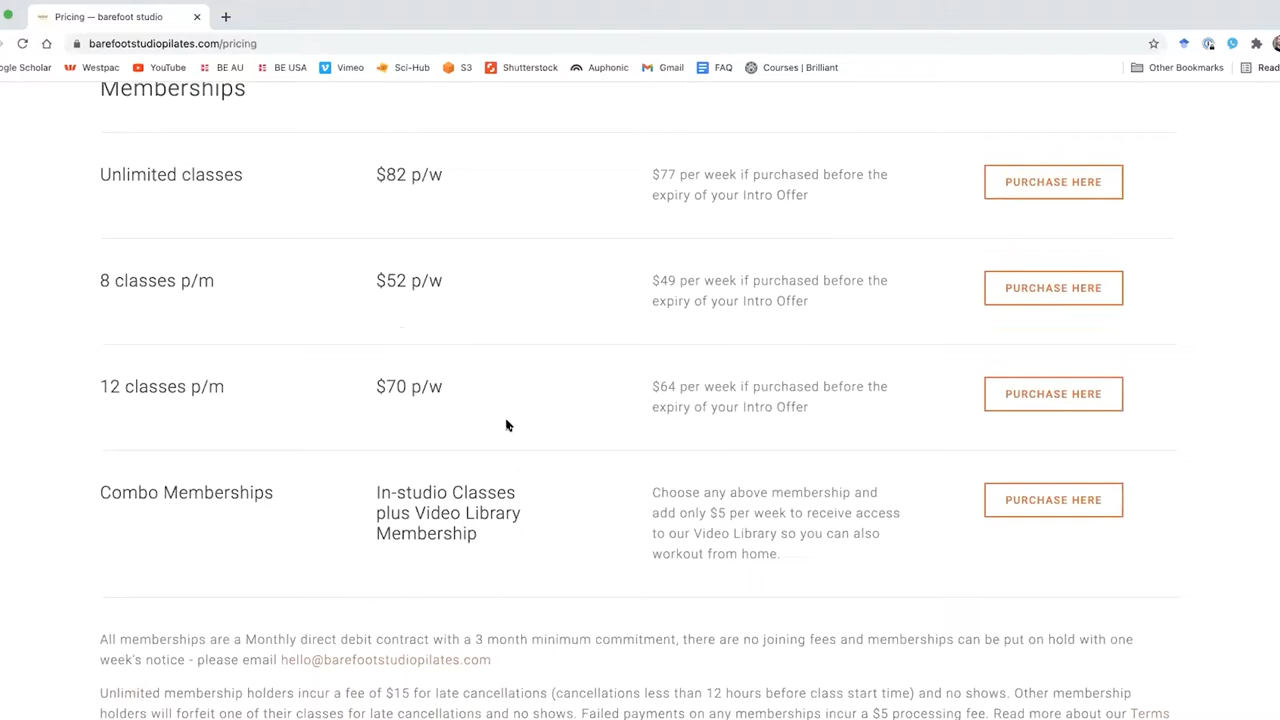 Pricing — barefoot studio
barefootstudiopilates.com/pricing
ogle Scholar Westpac YouTube BE AU BE USA Vimeo Sci-Hub S3 Shutterstock Auphonic Gmail FAQ Courses | Brilliant Other Bookmarks Read
Memberships
Unlimited classes
$82 p/w
$77 per week if purchased before the
expiry of your Intro Offer
PURCHASE HERE
8 classes p/m
$52 p/w
$49 per week if purchased before the
expiry of your Intro Offer
PURCHASE HERE
12 classes p/m
$70 p/w
$64 per week if purchased before the
expiry of your Intro Offer
PURCHASE HERE
Combo Memberships
In-studio Classes
plus Video Library
Membership
Choose any above membership and
add only $5 per week to receive access
to our Video Library so you can also
workout from home.
PURCHASE HERE
All memberships are a Monthly direct debit contract with a 3 month minimum commitment, there are no joining fees and memberships can be put on hold with one
week's notice - please email hello@barefootstudiopilates.com
Unlimited membership holders incur a fee of $15 for late cancellations (cancellations less than 12 hours before class start time) and no shows. Other membership
holders will forfeit one of their classes for late cancellations and no shows. Failed payments on any memberships incur a $5 processing fee. Read more about our Terms